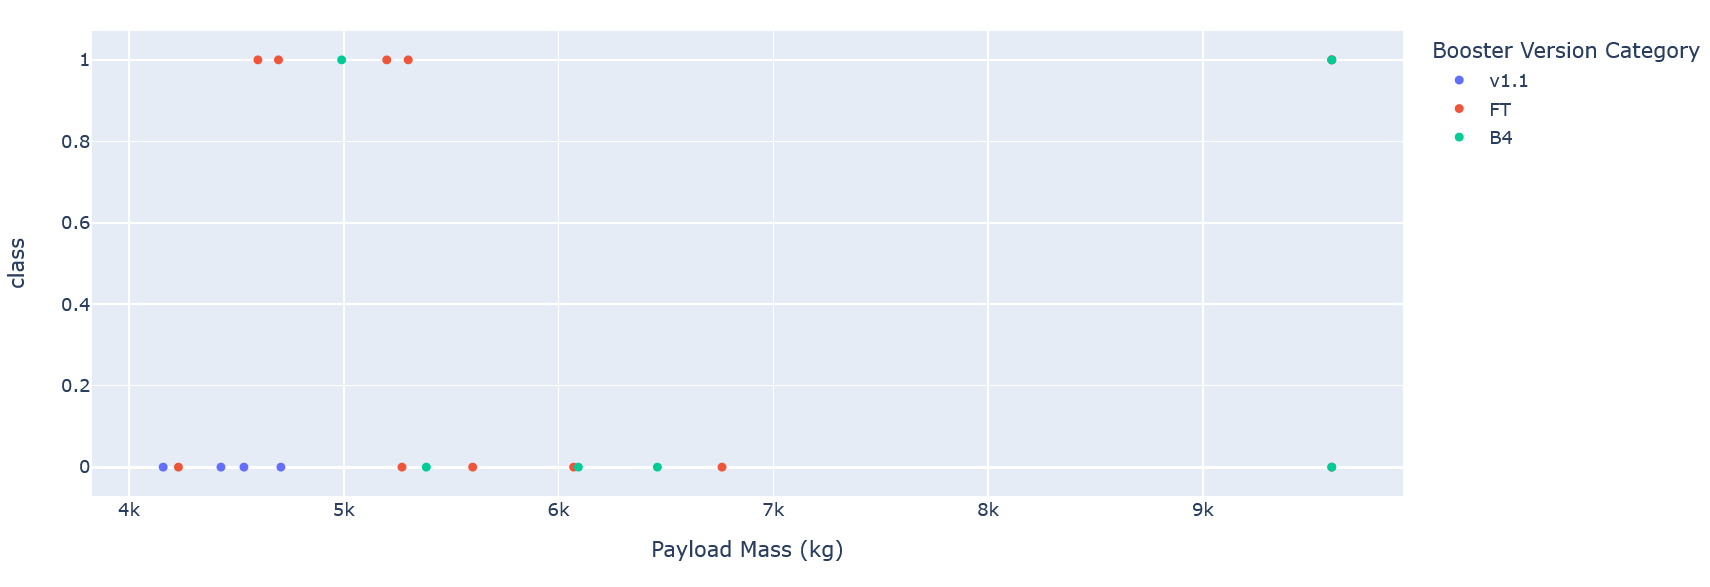 Booster Version Category
v1.1
FT
B4
class
1
0.8
0.6
0.4
0.2
0
4k 5k 6k 7k 8k 9k
Payload Mass (kg)